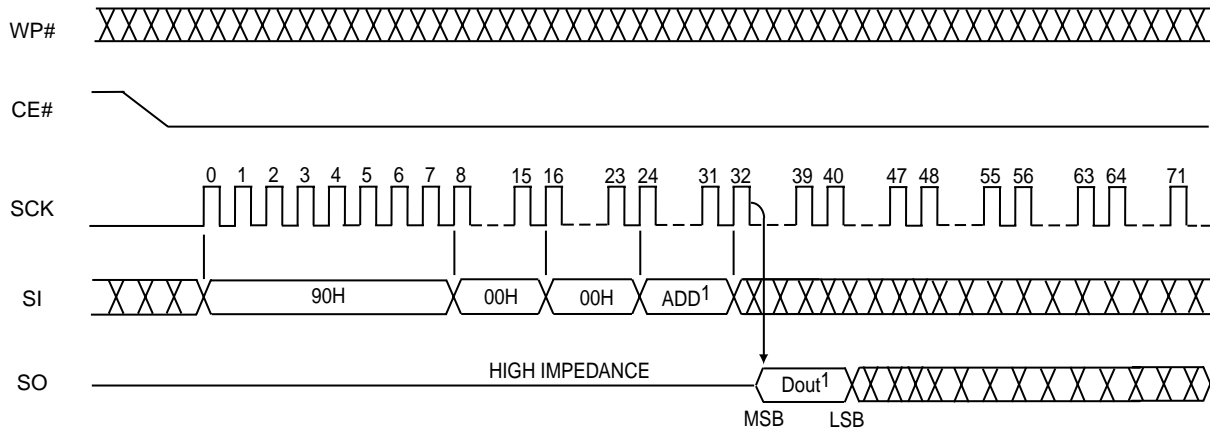 WP#
CE#
0 1 2 3 4 5 6 7 8 15 16 23 24 31 32 39 40 47 48 55 56 63 64 71
SCK
SI 90H 00H 00H ADD1
SO HIGH IMPEDANCE Dout1
MSB LSB